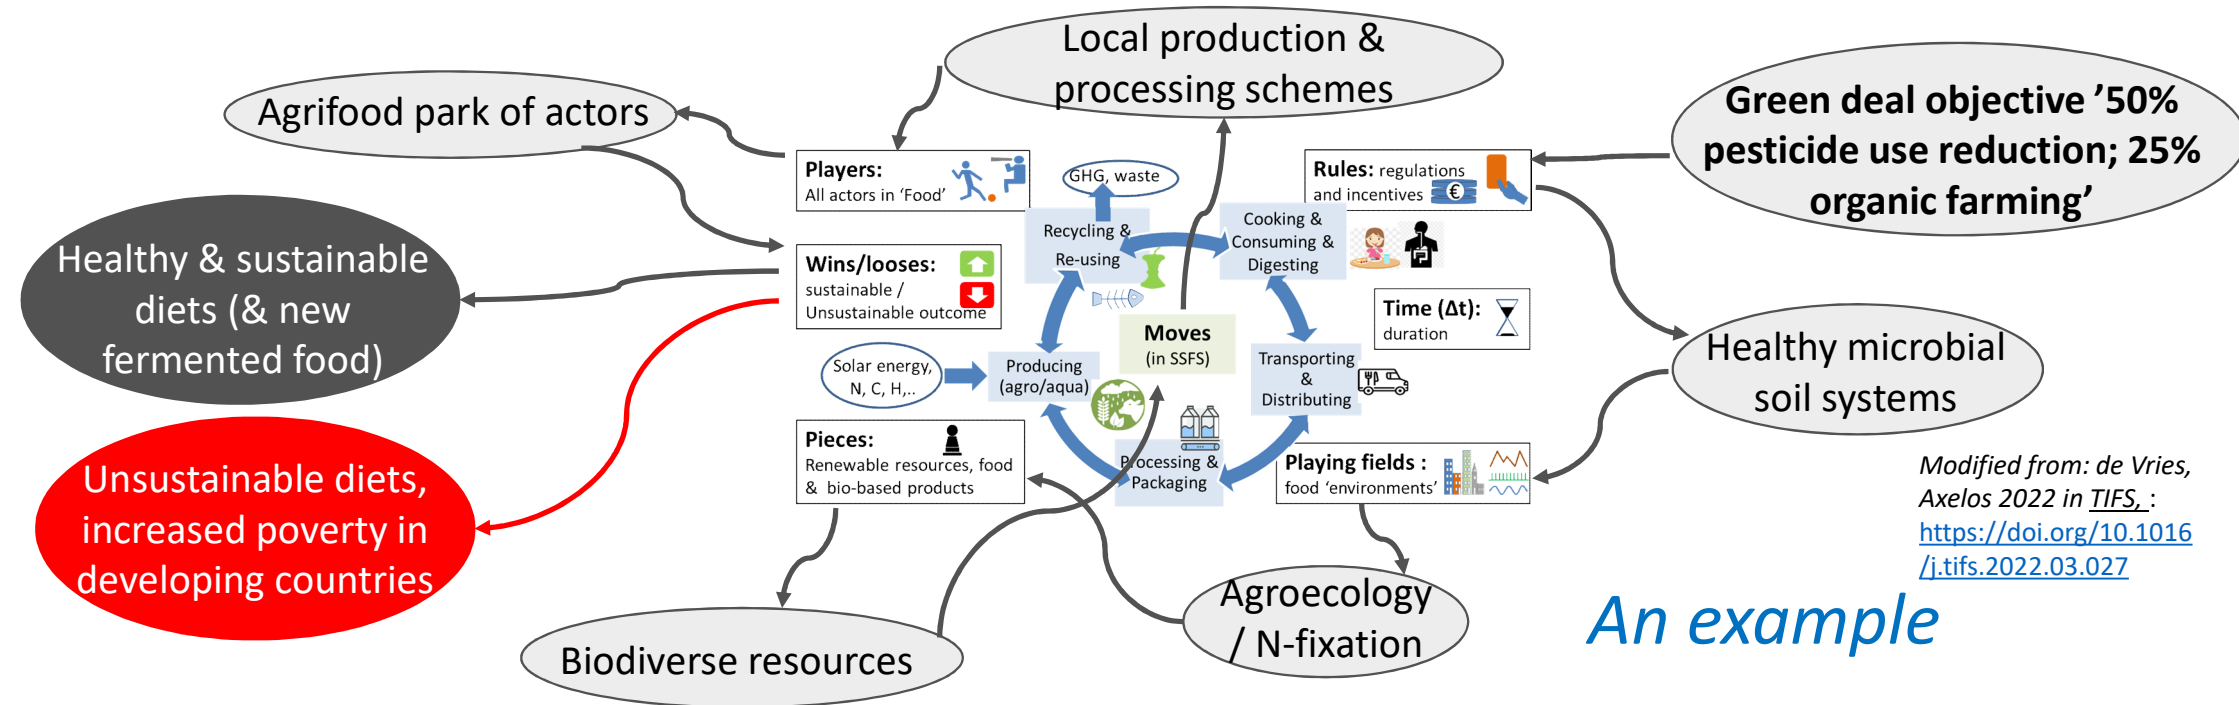 Local production &
processing schemes
Agrifood park of actors
Green deal objective ’50%
pesticide use reduction; 25%
organic farming’
Players:
All actors in ‘Food’
GHG, waste
Rules: regulations
and incentives
€
Recycling &
Re-using
Cooking &
Consuming &
Digesting
Healthy & sustainable
diets (& new
fermented food)
Wins/looses:
sustainable /
Unsustainable outcome
Time (Δt):
duration
Moves
(in SSFS)
Solar energy,
N, C, H,..
Producing
(agro/aqua)
Transporting
&
Distributing
Healthy microbial
soil systems
Pieces:
Renewable resources, food
& bio-based products
Processing &
Packaging
Playing fields :
food ‘environments’
Unsustainable diets,
increased poverty in
developing countries
Modified from: de Vries,
Axelos 2022 in TIFS, :
https://doi.org/10.1016
/j.tifs.2022.03.027
Biodiverse resources
Agroecology
/ N-fixation
An example